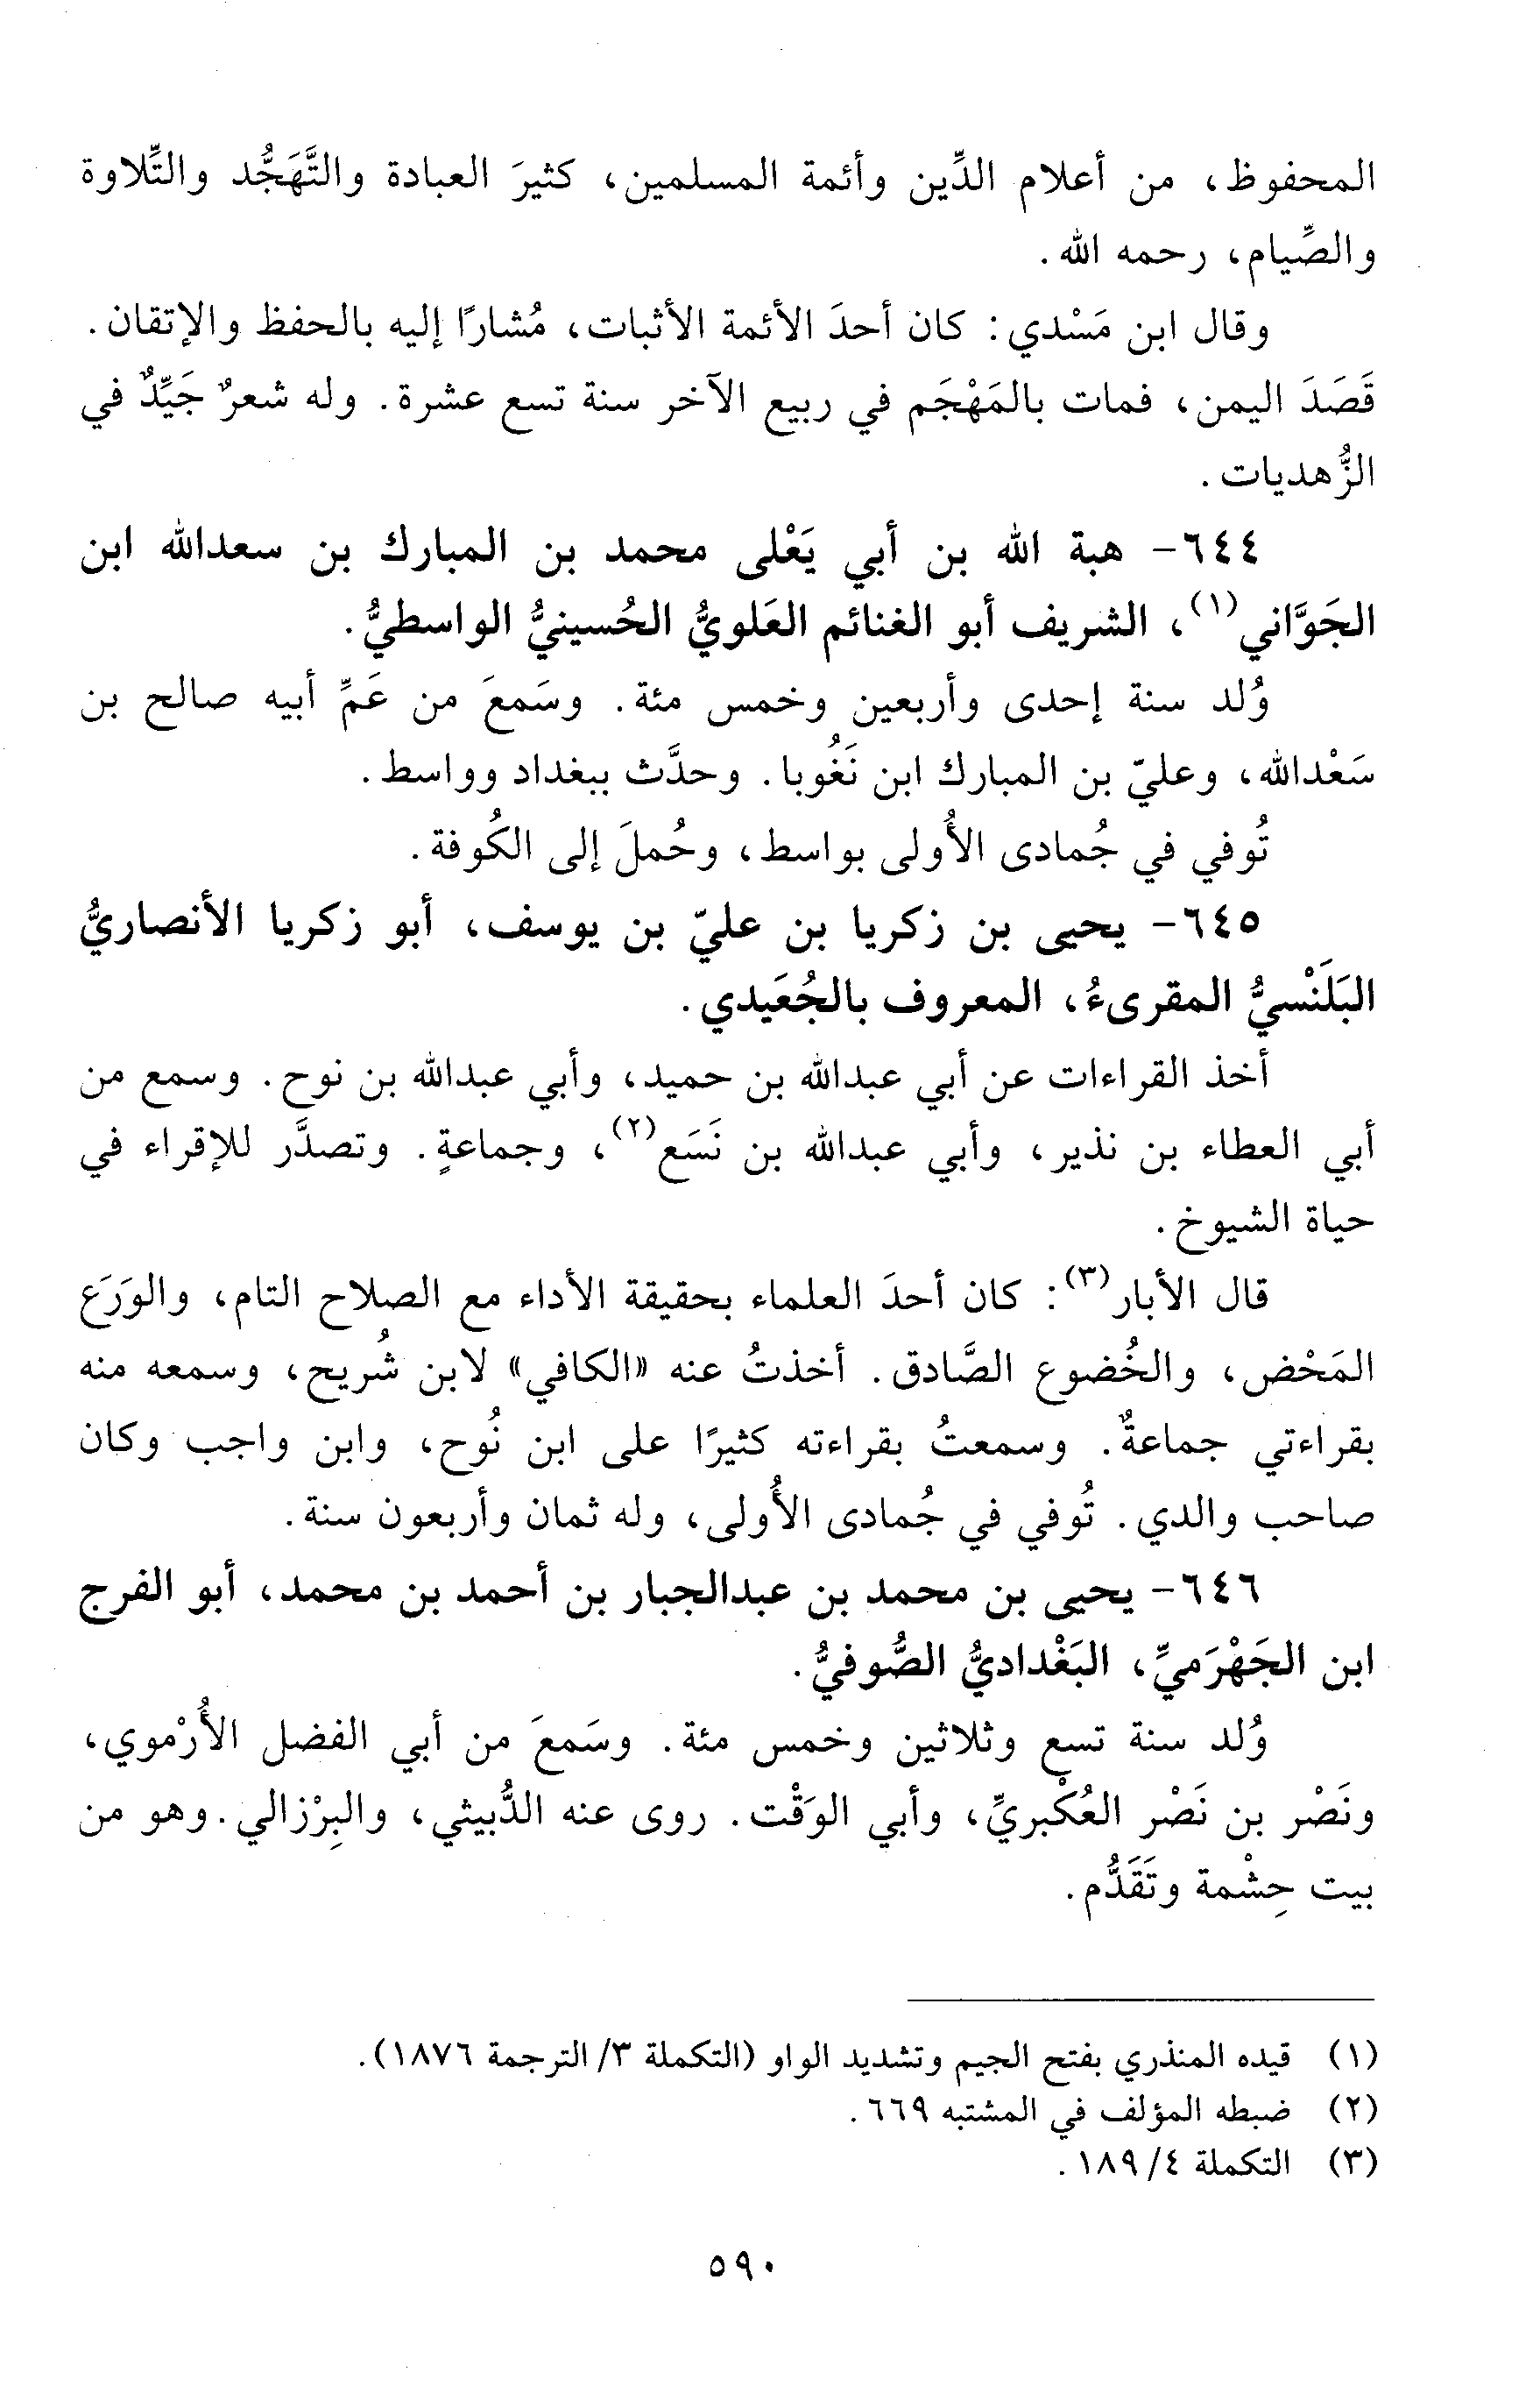 المحفوظ، من أعلام الدِّين وأئمة المسلمين، كثيرَ العبادة والتَّهَجُّد والتِّلاوة
والصِّيام، رحمه الله.
وقال ابن مَسْدي: كان أحدَ الأئمة الأثبات، مُشارًا إليه بالحفظ والإتقان.
قَصَدَ اليمن، فمات بالمَهْجَم في ربيع الآخر سنة تسع عشرة. وله شعرٌ جَيِّدٌ في
الزُّهديات.
٦٤٤- هبة الله بن أبي يَعْلى محمد بن المبارك بن سعدالله ابن
الجَوَّاني(١)، الشريف أبو الغنائم العَلويُّ الحُسينيُّ الواسطيُّ.
وُلد سنة إحدى وأربعين وخمس مئة. وسَمعَ من عَمِّ أبيه صالح بن
سَعْدالله، وعليّ بن المبارك ابن نَغُوبا. وحدَّث ببغداد وواسط.
تُوفي في جُمادى الأُولى بواسط، وحُملَ إلى الكُوفة.
٦٤٥- يحيى بن زكريا بن عليّ بن يوسف، أبو زكريا الأنصاريُّ
البَلَنْسيُّ المقرىءُ، المعروف بالجُعَيدي.
أخذ القراءات عن أبي عبدالله بن حميد، وأبي عبدالله بن نوح. وسمع من
أبي العطاء بن نذير، وأبي عبدالله بن نَسَع(٢)، وجماعةٍ. وتصدَّر للإقراء في
حياة الشيوخ.
قال الأبار(٣): كان أحدَ العلماء بحقيقة الأداء مع الصلاح التام، والوَرَع
المَحْض، والخُضوع الصَّادق. أخذتُ عنه «الكافي» لابن شُريح، وسمعه منه
بقراءتي جماعةٌ. وسمعتُ بقراءته كثيرًا على ابن نُوح، وابن واجب وكان
صاحب والدي. تُوفي في جُمادى الأُولى، وله ثمان وأربعون سنة.
٦٤٦- يحيى بن محمد بن عبدالجبار بن أحمد بن محمد، أبو الفرج
ابن الجَهْرَميِّ، البَغْداديُّ الصُّوفيُّ.
وُلد سنة تسع وثلاثين وخمس مئة. وسَمعَ من أبي الفضل الأُرْموي،
ونَصْر بن نَصْر العُكْبريِّ، وأبي الوَقْت. روى عنه الدُّبيثي، والبِرْزالي. وهو من
بيت حِشْمة وتَقَدُّم.
(١) قيده المنذري بفتح الجيم وتشديد الواو (التكملة ٣/ الترجمة ١٨٧٦).
(٢) ضبطه المؤلف في المشتبه ٦٦٩.
(٣) التكملة ٤/ ١٨٩.
٥٩٠